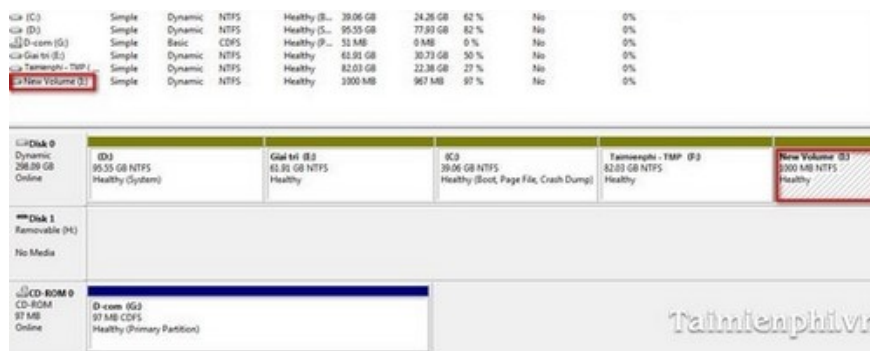 (C:) Simple Dynamic NTFS Healthy (B... 39.06 GB 24.26 GB 62 % No 0%
(D:) Simple Dynamic NTFS Healthy (S... 95.55 GB 77.93 GB 82 % No 0%
D-com (G:) Simple Basic CDFS Healthy (P... 51 MB 0 MB 0 % No 0%
Giai tri (E:) Simple Dynamic NTFS Healthy 61.91 GB 30.73 GB 50 % No 0%
Taimienphi - TMP (... Simple Dynamic NTFS Healthy 82.03 GB 22.38 GB 27 % No 0%
New Volume (I:) Simple Dynamic NTFS Healthy 1000 MB 967 MB 97 % No 0%
Disk 0
Dynamic
298.09 GB
Online
(D:)
95.55 GB NTFS
Healthy (System)
Giai tri (E:)
61.91 GB NTFS
Healthy
(C:)
39.06 GB NTFS
Healthy (Boot, Page File, Crash Dump)
Taimienphi - TMP (F:)
82.03 GB NTFS
Healthy
New Volume (I:)
1000 MB NTFS
Healthy
Disk 1
Removable (H:)
No Media
CD-ROM 0
CD-ROM
97 MB
Online
D-com (G:)
97 MB CDFS
Healthy (Primary Partition)
Taimienphi.vn